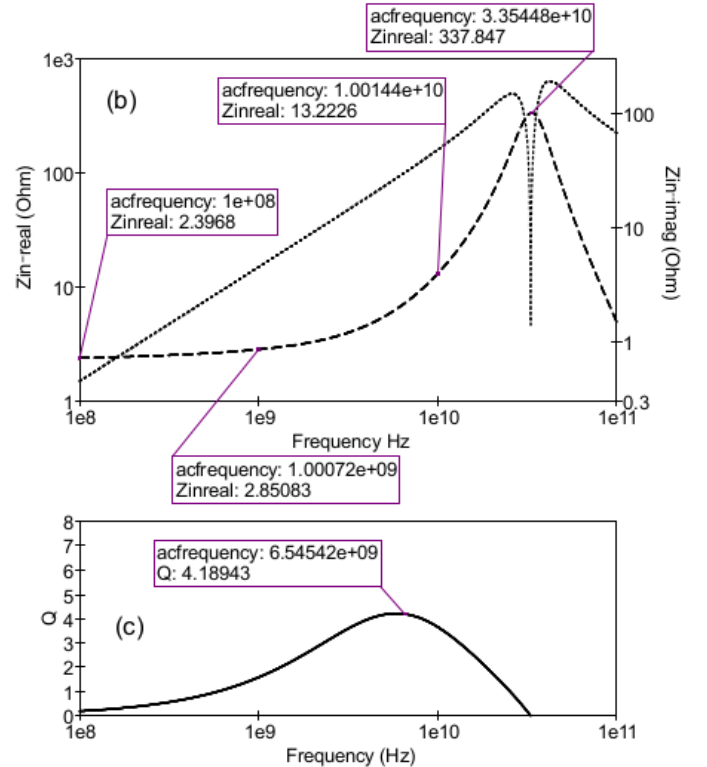 acfrequency: 3.35448e+10
Zinreal: 337.847
1e3
(b)
acfrequency: 1.00144e+10
Zinreal: 13.2226
100
100
acfrequency: 1e+08
Zinreal: 2.3968
Zin-real (Ohm)
Zin-imag (Ohm)
10
10
1
1
0.3
1e8
1e9
1e10
1e11
Frequency Hz
acfrequency: 1.00072e+09
Zinreal: 2.85083
8
7
6
5
4
3
2
1
0
Q
acfrequency: 6.54542e+09
Q: 4.18943
(c)
1e8
1e9
1e10
1e11
Frequency (Hz)